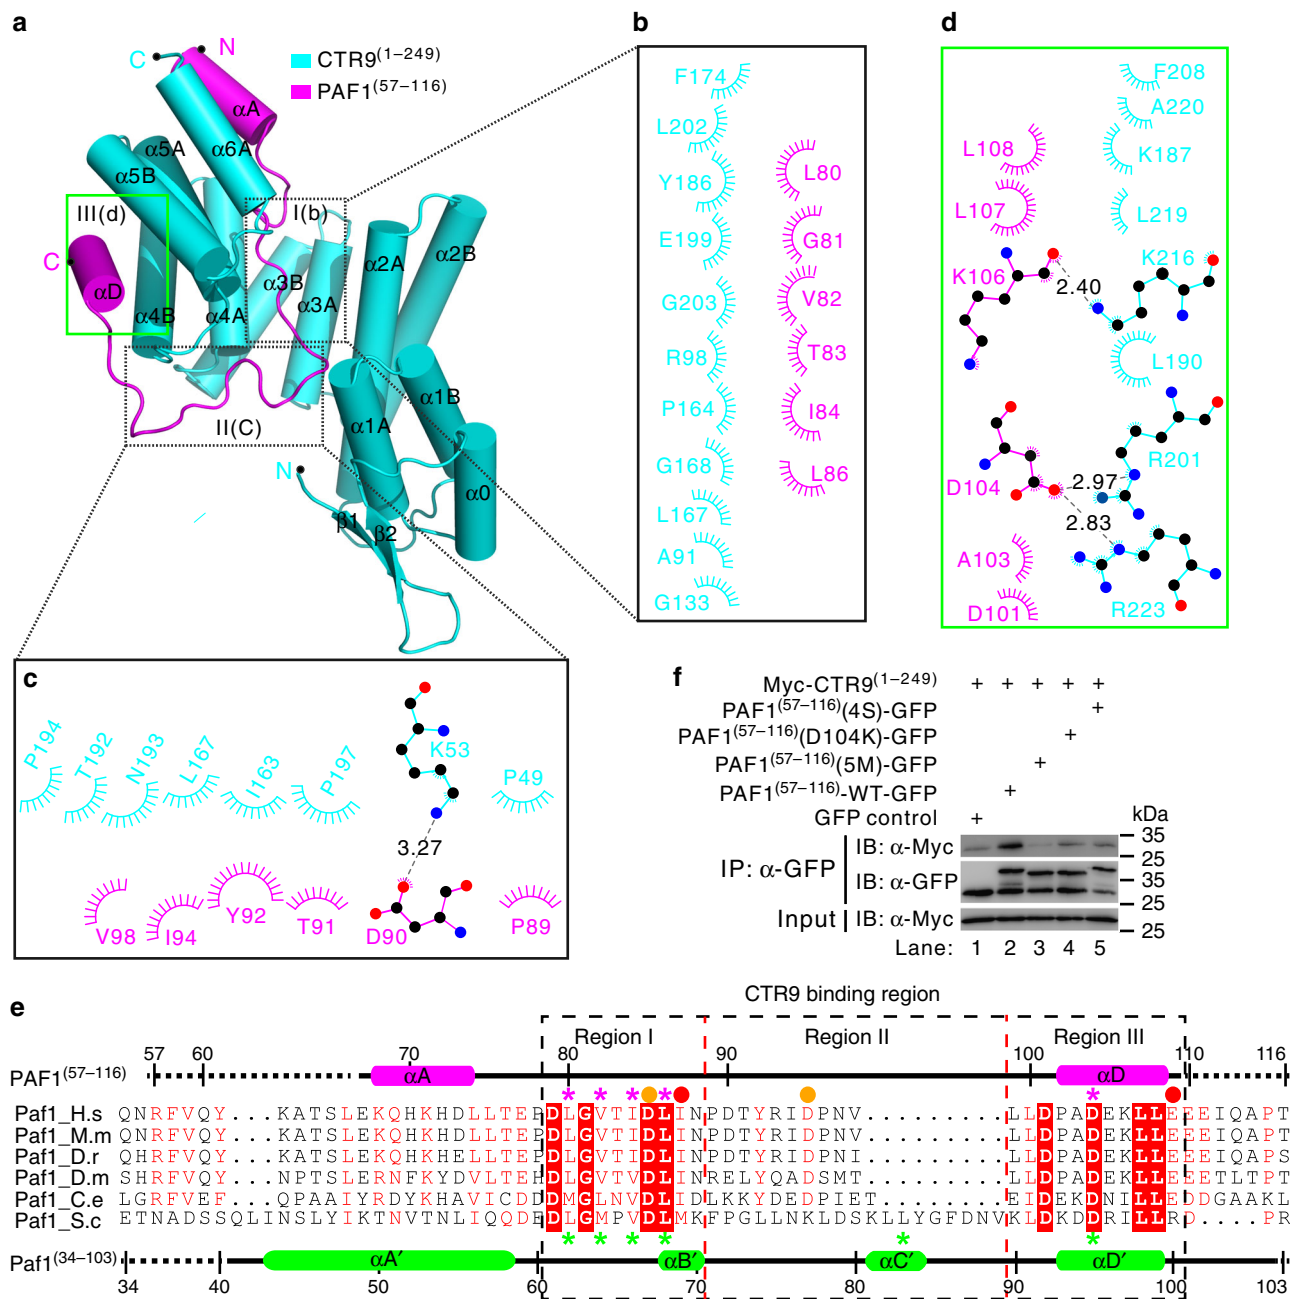 a
C
N
CTR9(1–249)
PAF1(57–116)
αA
α5A
α6A
α5B
III(d)
I(b)
C
αD
α2A
α2B
α3B
α3A
α4B
α4A
α1B
α1A
II(C)
N
α0
β1
β2
b
F174
L202
Y186
E199
G203
R98
P164
G168
L167
A91
G133
L80
G81
V82
T83
I84
L86
d
F208
A220
L108
K187
L107
L219
K106
K216
2.40
L190
R201
D104
2.97
2.83
A103
D101
R223
c
P194
T192
N193
L167
I163
P197
K53
P49
3.27
V98
I94
Y92
T91
D90
P89
f
Myc-CTR9(1–249) + + + + +
PAF1(57–116)(4S)-GFP +
PAF1(57–116)(D104K)-GFP +
PAF1(57–116)(5M)-GFP +
PAF1(57–116)-WT-GFP +
GFP control +
kDa
IP: α-GFP
IB: α-Myc
35
25
IB: α-GFP
35
25
Input
IB: α-Myc
25
Lane: 1 2 3 4 5
e
CTR9 binding region
Region I Region II Region III
57 60 70 80 90 100 110 116
PAF1(57–116) αA αD
* * * * *
Paf1_H.s QNRFVQY...KATSLEKQHKHDLLTEPDLGVTIDLINPDTYRIDPNV.........LLDPADEKLLEEEIQAPT
Paf1_M.m QNRFVQY...KATSLEKQHKHDLLTEPDLGVTIDLINPDTYRIDPNV.........LLDPADEKLLEEEIQAPT
Paf1_D.r QHRFVQY...KATSLEKQHKHELLTEPDLGVTIDLINPDTYRIDPNV.........LLDPADEKLLEEEIQAPS
Paf1_D.m SHRFVQY...NPTSLERNFKYDVLTEHDLGVTIDLINRELYQADSMT.........LLDPADEKLLEEETLTPT
Paf1_C.e LGRFVEF...QPAAIYRDYKHAVICDDDMGLNVDLIDLKKYDEDPIET........EIDEKDNILLEDDGAAKL
Paf1_S.c ETNADSSQLINSLYIKTNVTNLIQQDEDLGMPVDLMKFPGLLNKLDSKLLYGFDNVKLDKDDRILLRD....PR
* * * * * *
Paf1(34–103) αA′ αB′ αC′ αD′
34 40 50 60 70 80 90 100 103